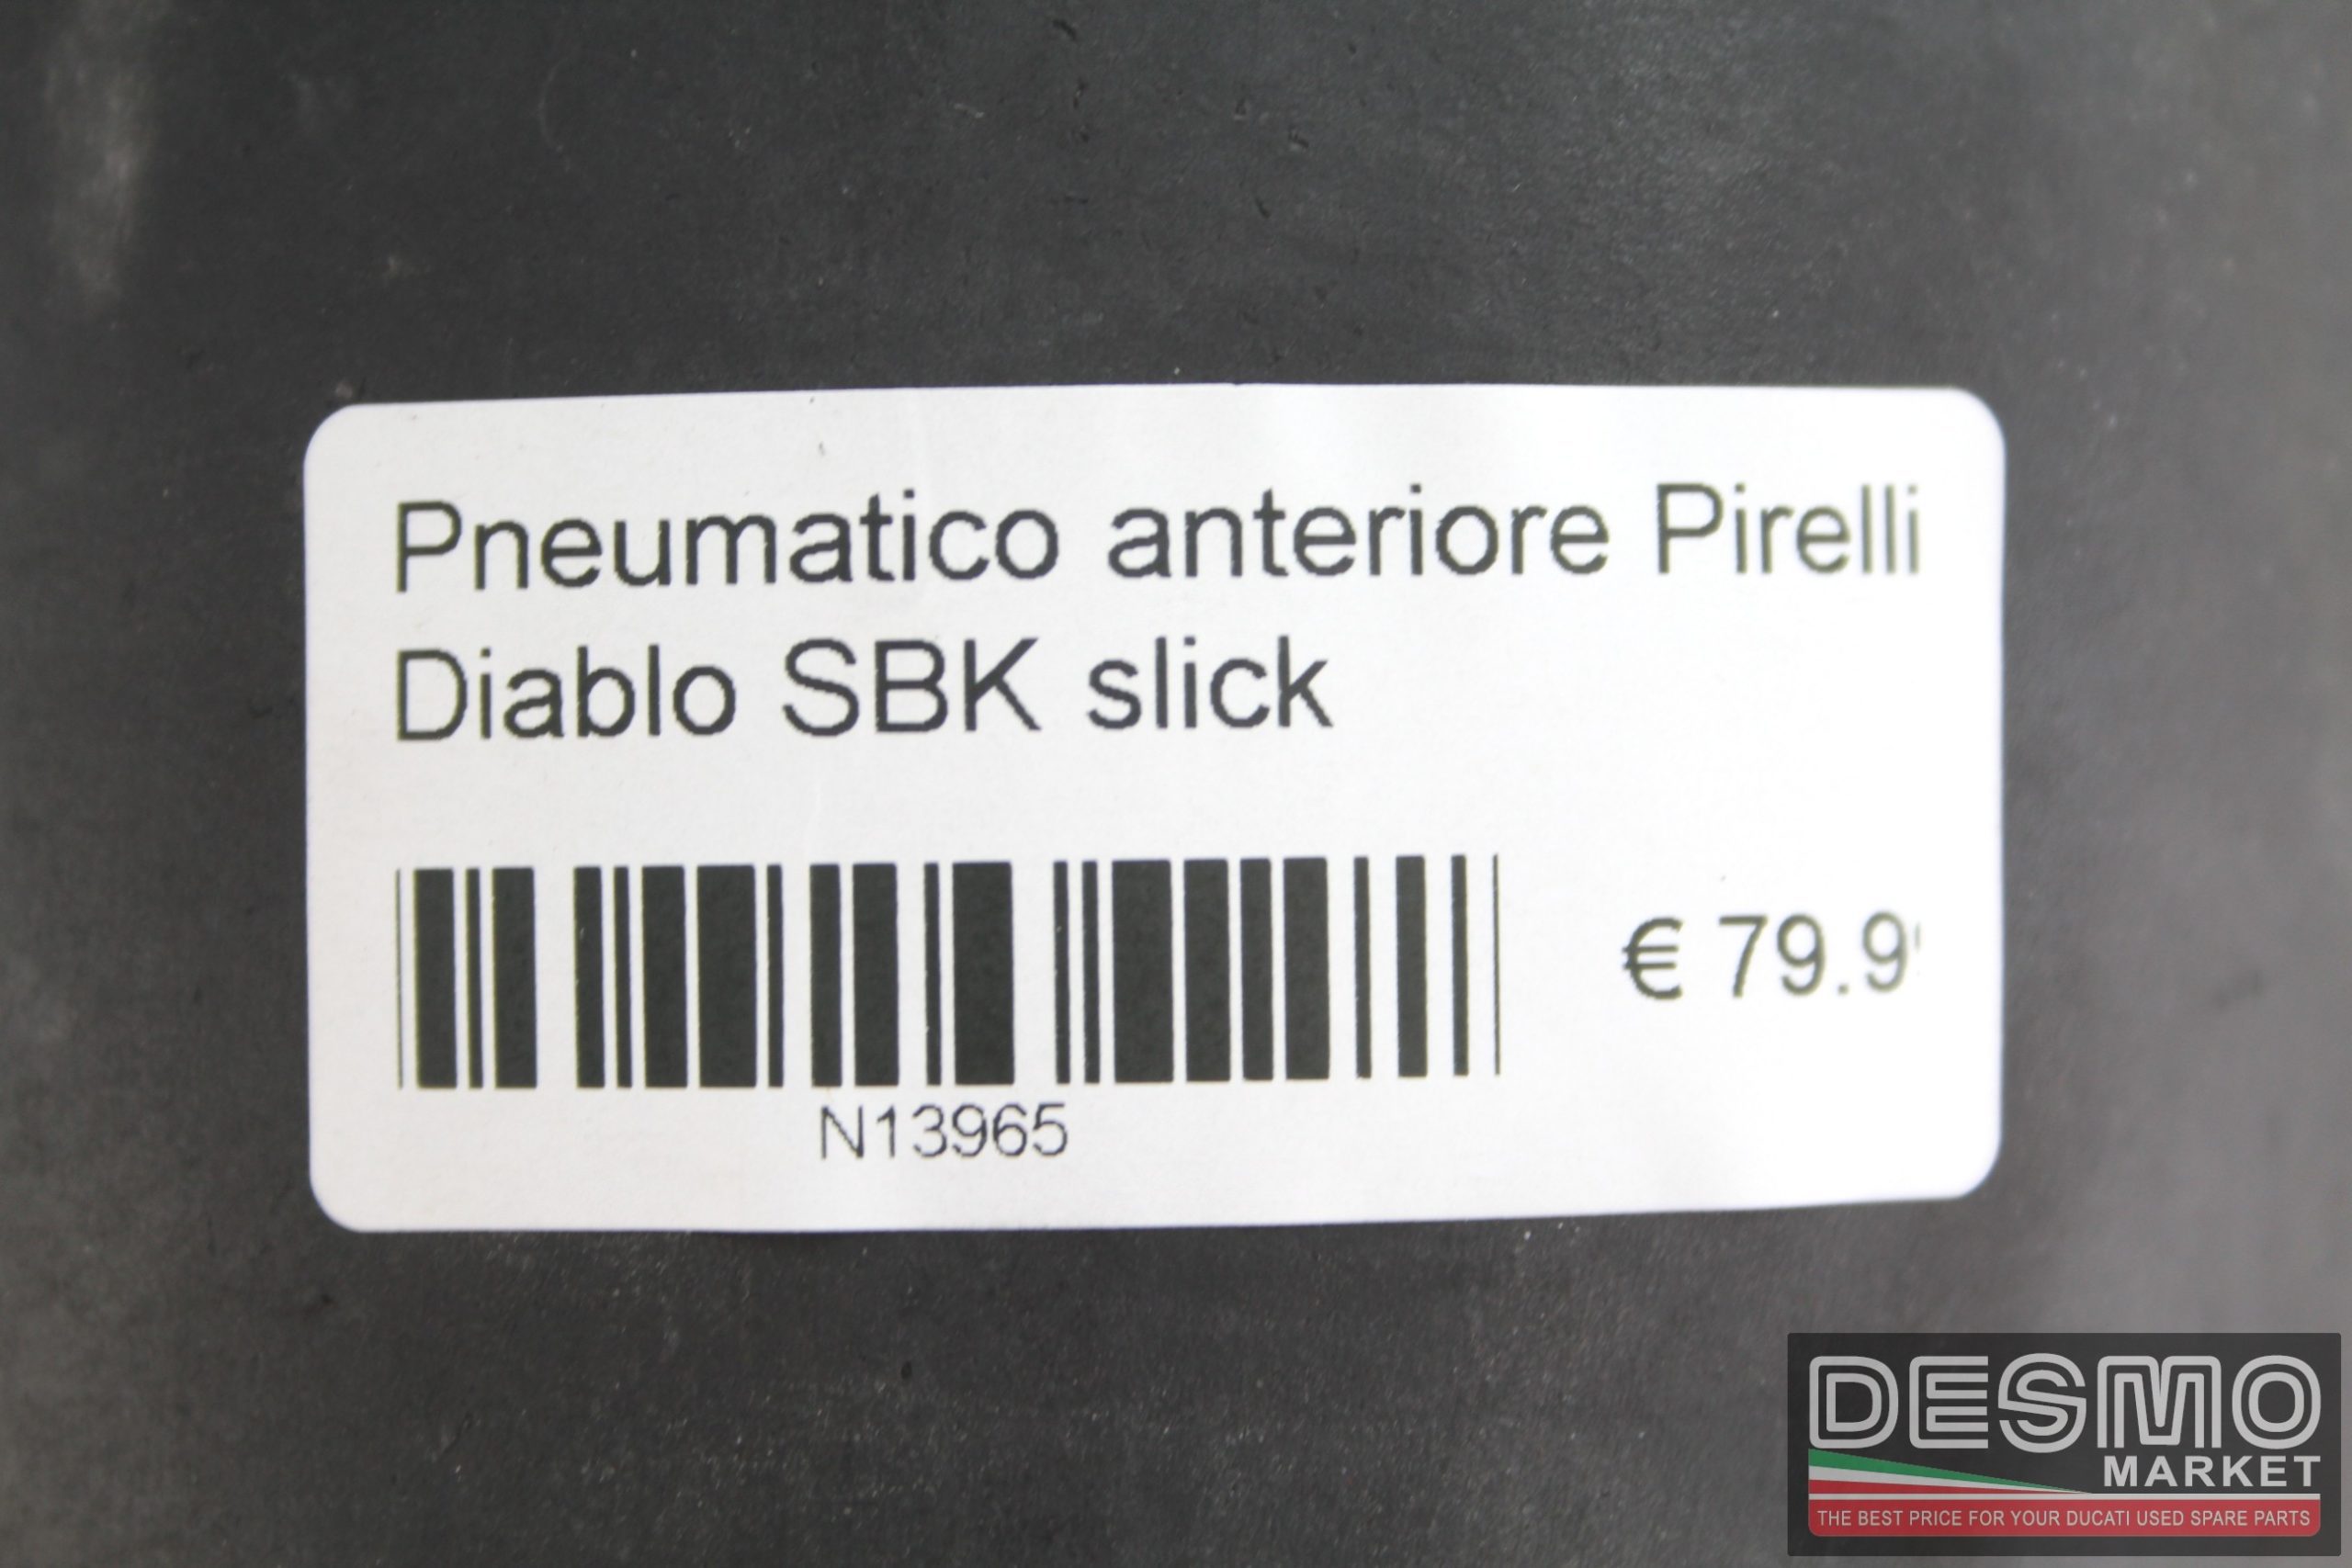 Pneumatico anteriore Pirelli
Diablo SBK slick
€ 79.9
N13965
DESMO
MARKET
THE BEST PRICE FOR YOUR DUCATI USED SPARE PARTS